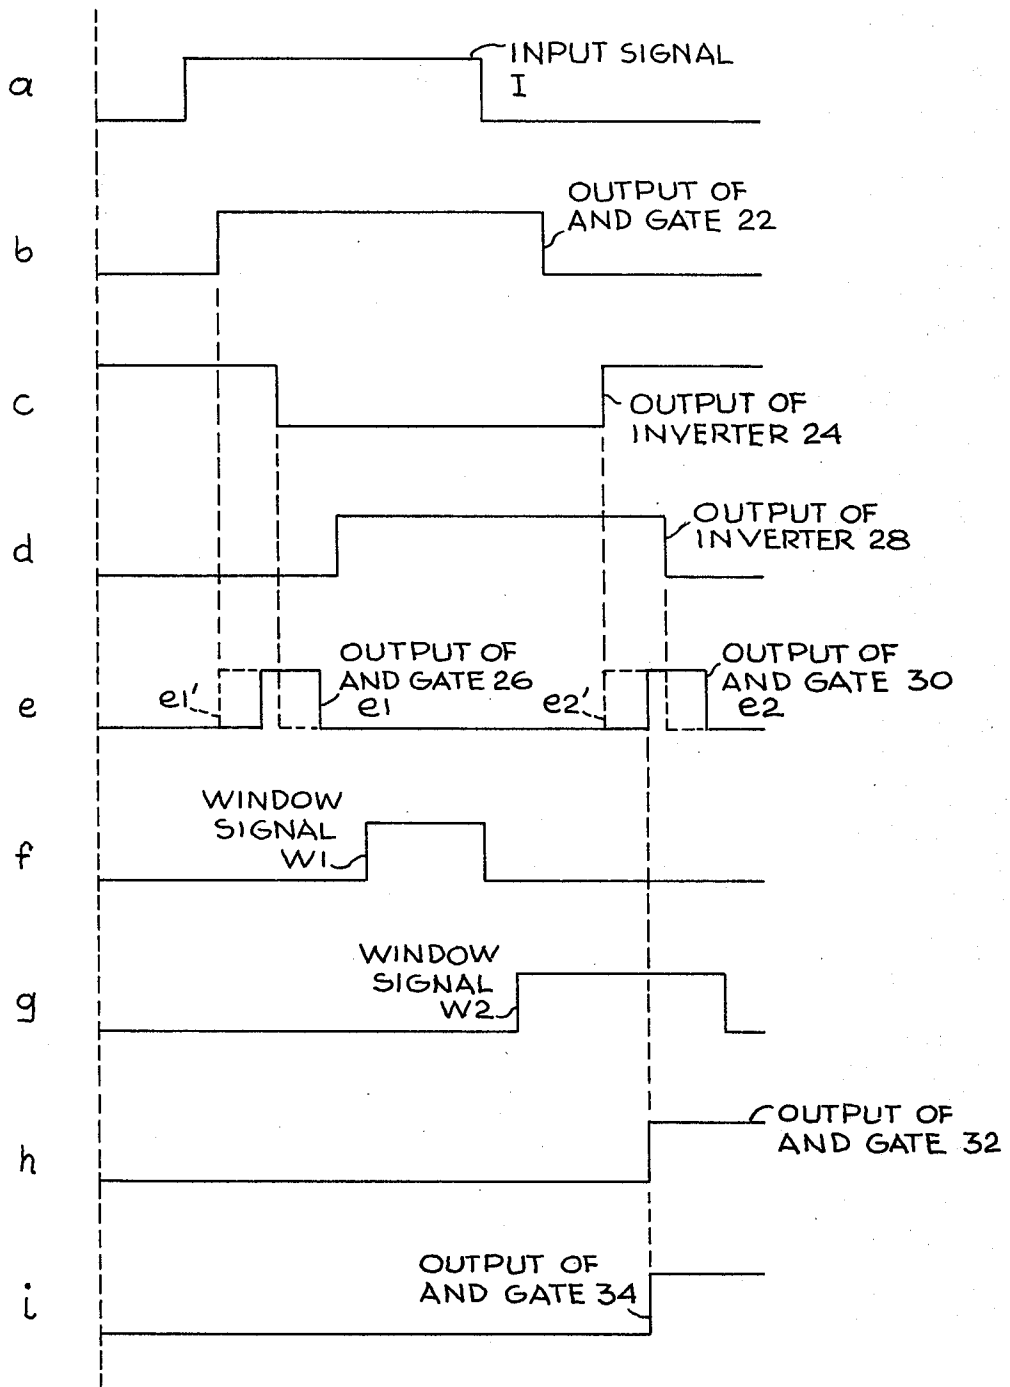 a
INPUT SIGNAL
I
b
OUTPUT OF
AND GATE 22
c
OUTPUT OF
INVERTER 24
d
OUTPUT OF
INVERTER 28
e
e1'
OUTPUT OF
AND GATE 26
e1
e2'
OUTPUT OF
AND GATE 30
e2
f
WINDOW
SIGNAL
W1
g
WINDOW
SIGNAL
W2
h
OUTPUT OF
AND GATE 32
i
OUTPUT OF
AND GATE 34